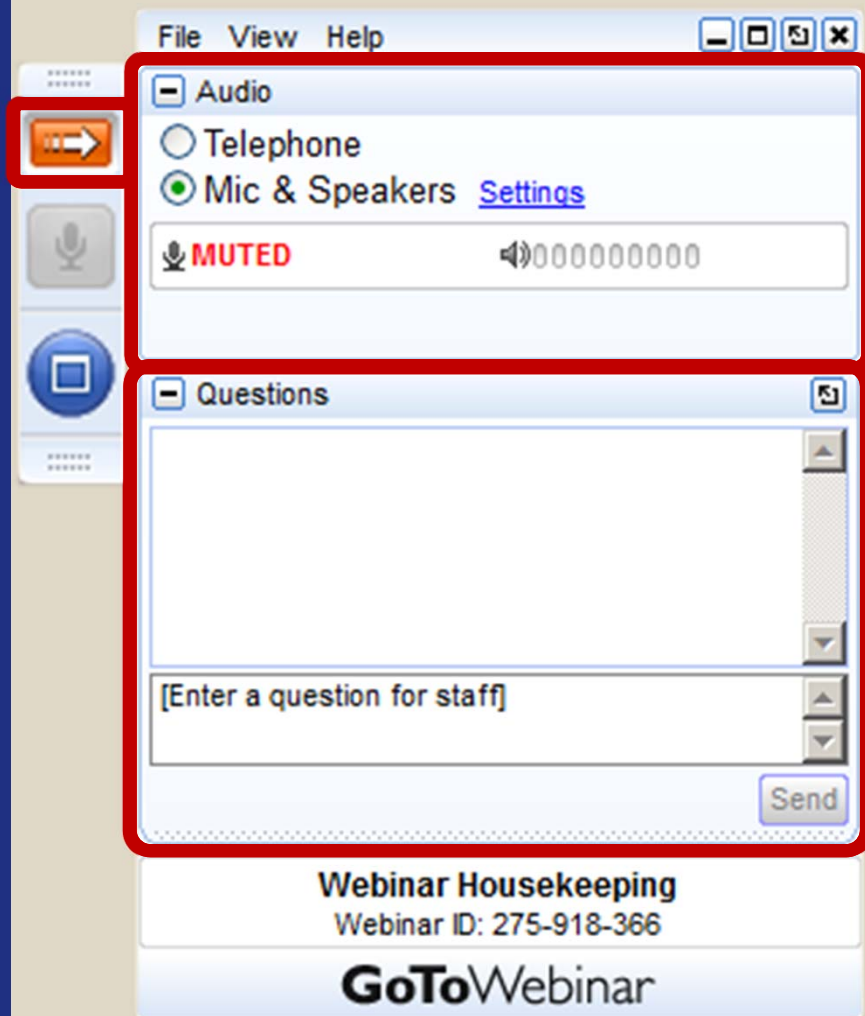 File View Help
Audio
Telephone
Mic & Speakers Settings
MUTED
Questions
[Enter a question for staff]
Send
Webinar Housekeeping
Webinar ID: 275-918-366
GoToWebinar